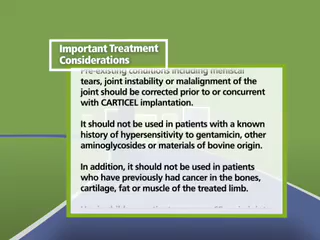 Important Treatment
Considerations
Pre-existing conditions including meniscal
tears, joint instability or malalignment of the
joint should be corrected prior to or concurrent
with CARTICEL implantation.
It should not be used in patients with a known
history of hypersensitivity to gentamicin, other
aminoglycosides or materials of bovine origin.
In addition, it should not be used in patients
who have previously had cancer in the bones,
cartilage, fat or muscle of the treated limb.